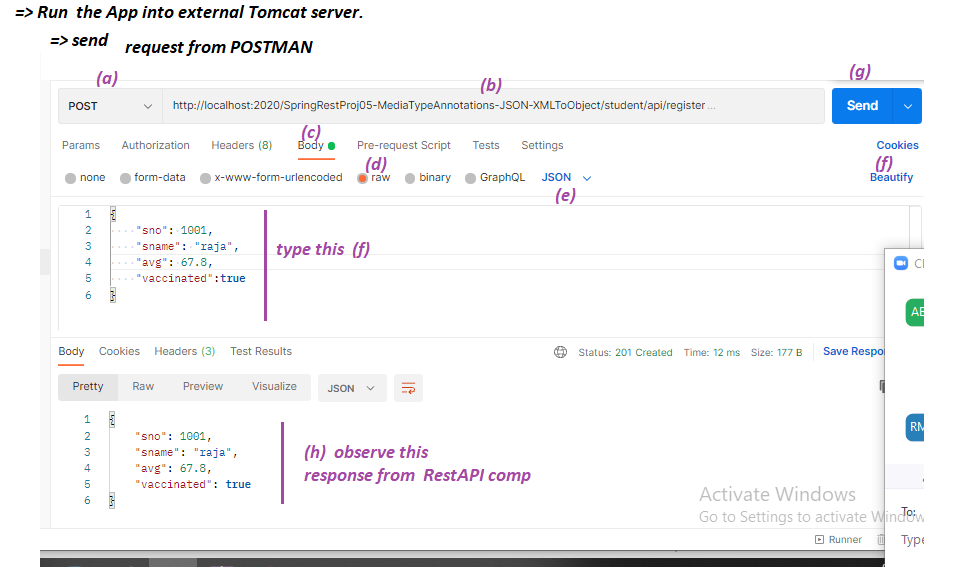 => Run the App into external Tomcat server.
=> send request from POSTMAN
(a)
(b)
(g)
POST
http://localhost:2020/SpringRestProj05-MediaTypeAnnotations-JSON-XMLToObject/student/api/register ...
Send
(c)
Params Authorization Headers (8) Body Pre-request Script Tests Settings Cookies
(d)
(f)
none form-data x-www-form-urlencoded raw binary GraphQL JSON Beautify
(e)
1 {
2 ····"sno":·1001,
3 ····"sname":·"raja",
4 ····"avg":·67.8,
5 ····"vaccinated":true
6 }
type this (f)
Body Cookies Headers (3) Test Results Status: 201 Created Time: 12 ms Size: 177 B Save Respo
Pretty Raw Preview Visualize JSON
1 {
2 "sno": 1001,
3 "sname": "raja",
4 "avg": 67.8,
5 "vaccinated": true
6 }
(h) observe this
response from RestAPI comp
Activate Windows
Go to Settings to activate Window
Runner
AE
RM
To:
Type